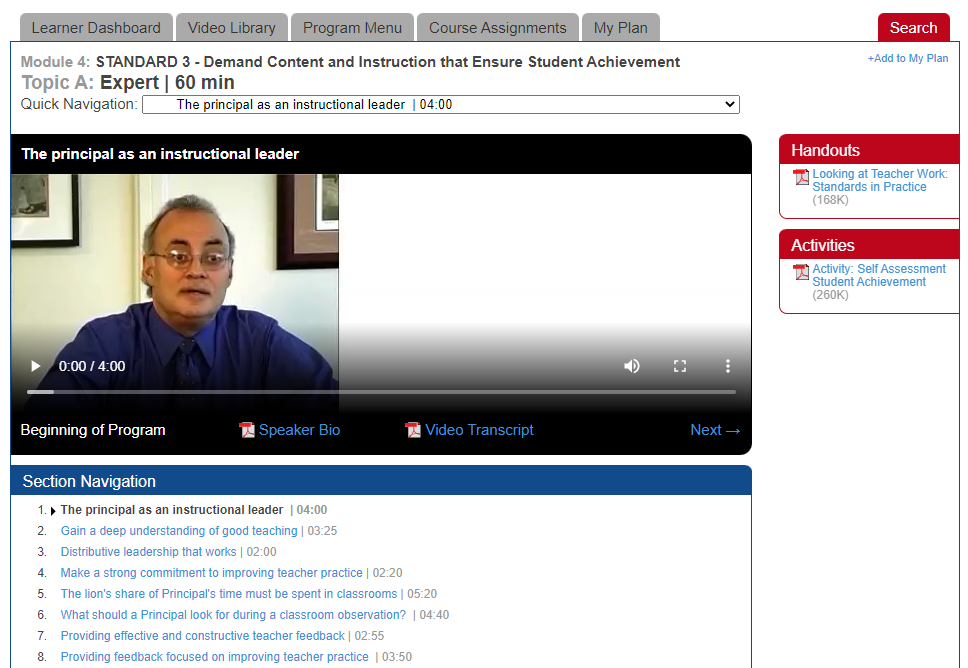 Learner Dashboard
Video Library
Program Menu
Course Assignments
My Plan
Search
Module 4: STANDARD 3 - Demand Content and Instruction that Ensure Student Achievement
+Add to My Plan
Topic A: Expert | 60 min
Quick Navigation: The principal as an instructional leader | 04:00
The principal as an instructional leader
0:00 / 4:00
Beginning of Program
Speaker Bio
Video Transcript
Next →
Handouts
Looking at Teacher Work:
Standards in Practice
(168K)
Activities
Activity: Self Assessment
Student Achievement
(260K)
Section Navigation
1. The principal as an instructional leader | 04:00
2. Gain a deep understanding of good teaching | 03:25
3. Distributive leadership that works | 02:00
4. Make a strong commitment to improving teacher practice | 02:20
5. The lion's share of Principal's time must be spent in classrooms | 05:20
6. What should a Principal look for during a classroom observation? | 04:40
7. Providing effective and constructive teacher feedback | 02:55
8. Providing feedback focused on improving teacher practice | 03:50